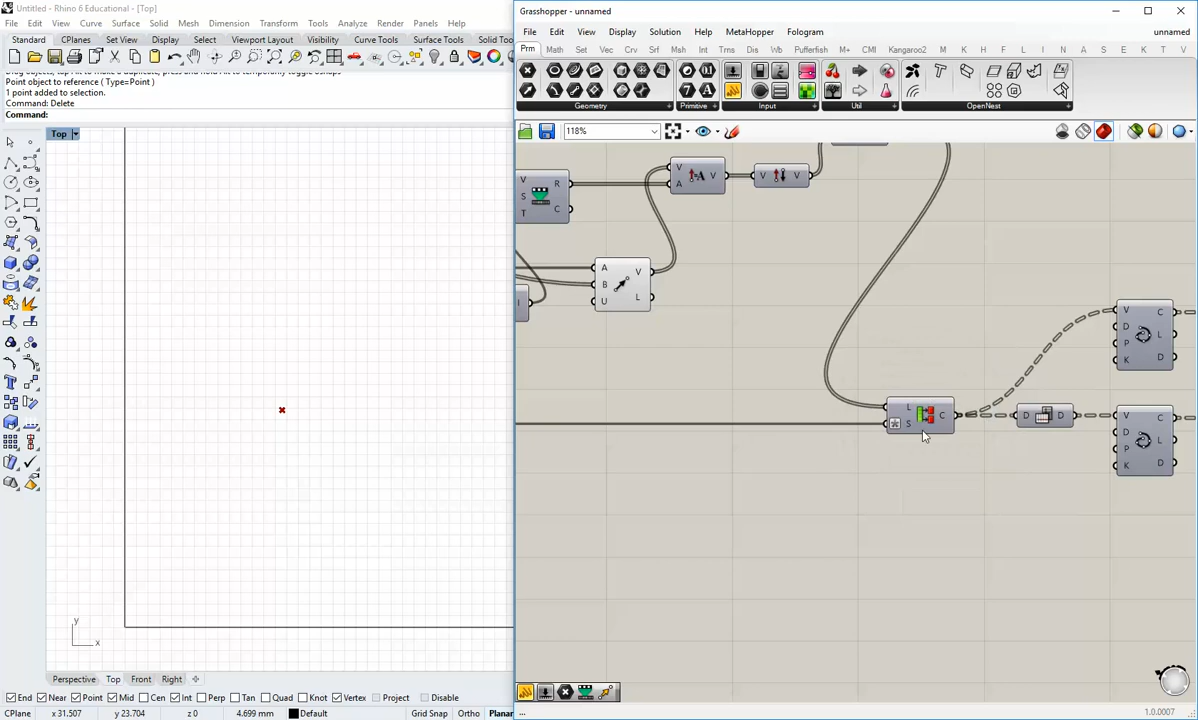 Untitled - Rhino 6 Educational - [Top]
File Edit View Curve Surface Solid Mesh Dimension Transform Tools Analyze Render Panels Help
Standard CPlanes Set View Display Select Viewport Layout Visibility Curve Tools Surface Tools Solid To
Point object to reference ( Type=Point )
1 point added to selection.
Command: Delete
Command:
Top
y
x
Perspective Top Front Right
End Near Point Mid Cen Int Perp Tan Quad Knot Vertex Project Disable
CPlane x 31.507 y 23.704 z 0 4.699 mm Default Grid Snap Ortho Planar
Grasshopper - unnamed
File Edit View Display Solution Help MetaHopper Fologram unnamed
Prm Math Set Vec Crv Srf Msh Int Trns Dis Wb Pufferfish M+ CMI Kangaroo2 H E K N A S
Geometry Primitive Input Util OpenNest
118%
V S T R C
V A V
V V
A B U V L
L S C
D D
V D P K C L D
V D P K C L D
I
... 1.0.0007